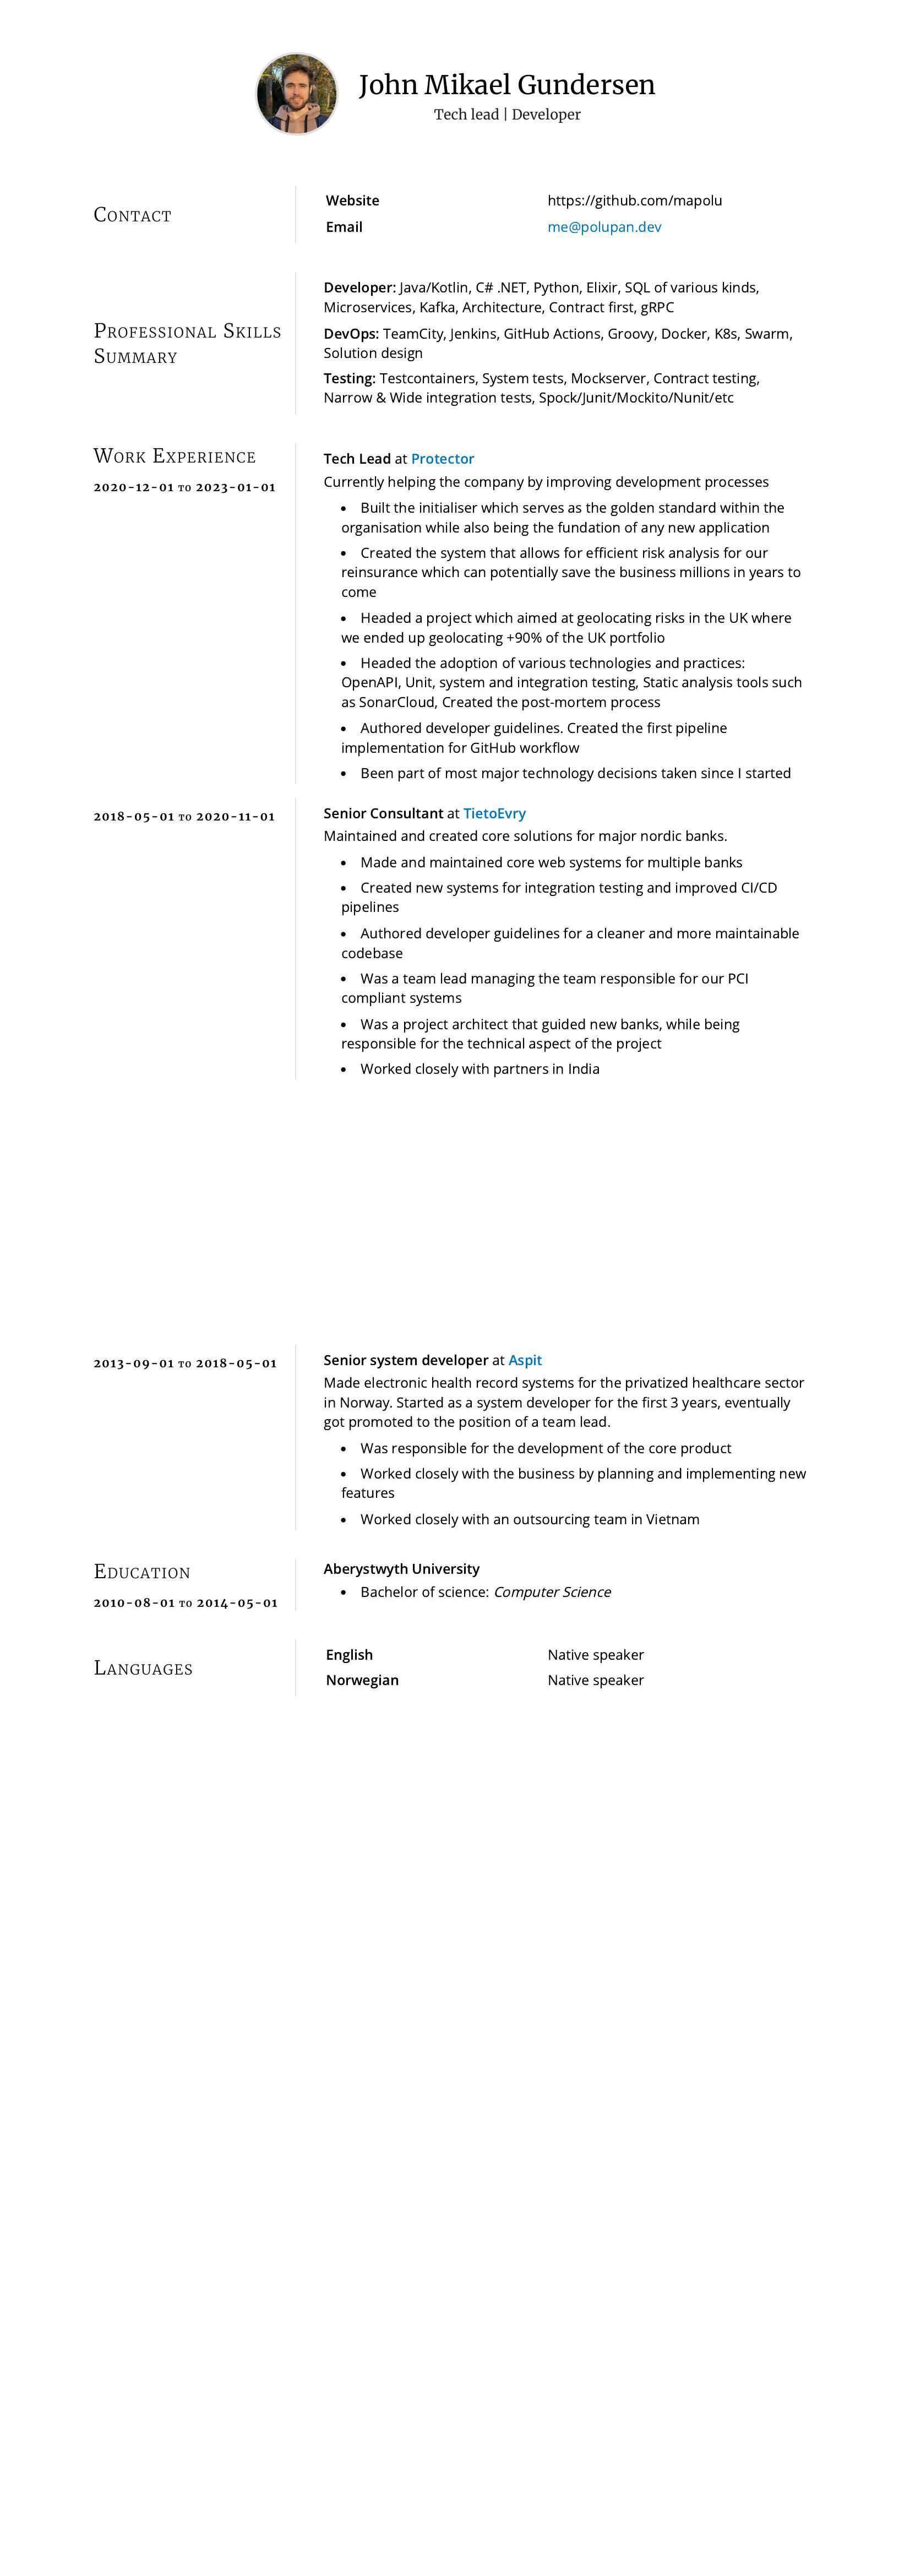 John Mikael Gundersen
Tech lead | Developer
Contact
Website https://github.com/mapolu
Email me@polupan.dev
Professional Skills
Summary
Developer: Java/Kotlin, C# .NET, Python, Elixir, SQL of various kinds,
Microservices, Kafka, Architecture, Contract first, gRPC
DevOps: TeamCity, Jenkins, GitHub Actions, Groovy, Docker, K8s, Swarm,
Solution design
Testing: Testcontainers, System tests, Mockserver, Contract testing,
Narrow & Wide integration tests, Spock/Junit/Mockito/Nunit/etc
Work Experience
2020-12-01 to 2023-01-01
Tech Lead at Protector
Currently helping the company by improving development processes
• Built the initialiser which serves as the golden standard within the
organisation while also being the fundation of any new application
• Created the system that allows for efficient risk analysis for our
reinsurance which can potentially save the business millions in years to
come
• Headed a project which aimed at geolocating risks in the UK where
we ended up geolocating +90% of the UK portfolio
• Headed the adoption of various technologies and practices:
OpenAPI, Unit, system and integration testing, Static analysis tools such
as SonarCloud, Created the post-mortem process
• Authored developer guidelines. Created the first pipeline
implementation for GitHub workflow
• Been part of most major technology decisions taken since I started
2018-05-01 to 2020-11-01
Senior Consultant at TietoEvry
Maintained and created core solutions for major nordic banks.
• Made and maintained core web systems for multiple banks
• Created new systems for integration testing and improved CI/CD
pipelines
• Authored developer guidelines for a cleaner and more maintainable
codebase
• Was a team lead managing the team responsible for our PCI
compliant systems
• Was a project architect that guided new banks, while being
responsible for the technical aspect of the project
• Worked closely with partners in India
2013-09-01 to 2018-05-01
Senior system developer at Aspit
Made electronic health record systems for the privatized healthcare sector
in Norway. Started as a system developer for the first 3 years, eventually
got promoted to the position of a team lead.
• Was responsible for the development of the core product
• Worked closely with the business by planning and implementing new
features
• Worked closely with an outsourcing team in Vietnam
Education
2010-08-01 to 2014-05-01
Aberystwyth University
• Bachelor of science: Computer Science
Languages
English Native speaker
Norwegian Native speaker